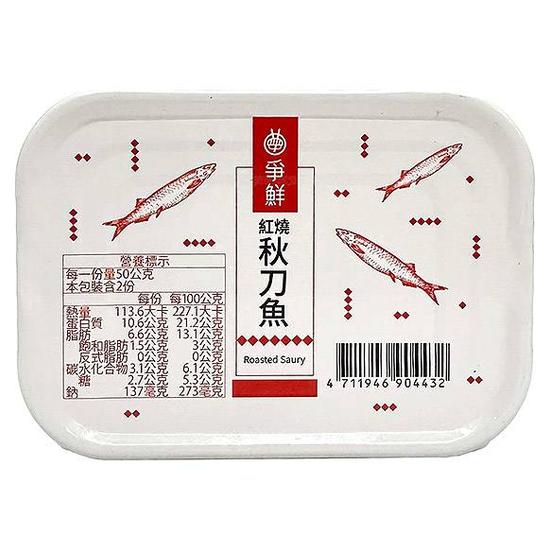 爭鮮
紅燒
秋刀魚
Roasted Saury
營養標示
每一份量50公克
本包裝含2份
每份 每100公克
熱量 113.6大卡 227.1大卡
蛋白質 10.6公克 21.2公克
脂肪 6.6公克 13.1公克
飽和脂肪 1.5公克 3公克
反式脂肪 0公克 0公克
碳水化合物 3.1公克 6.1公克
糖 2.7公克 5.3公克
鈉 137毫克 273毫克
4 711946 904432